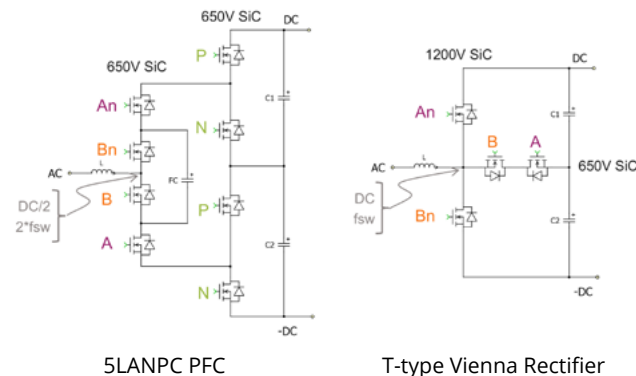 650V SiC
DC
650V SiC
P
An
C1
N
Bn
L
AC
FC
B
DC/2
2*fsw
P
A
C2
N
-DC
5LANPC PFC
1200V SiC
DC
An
C1
B
A
L
AC
650V SiC
DC
fsw
Bn
C2
-DC
T-type Vienna Rectifier